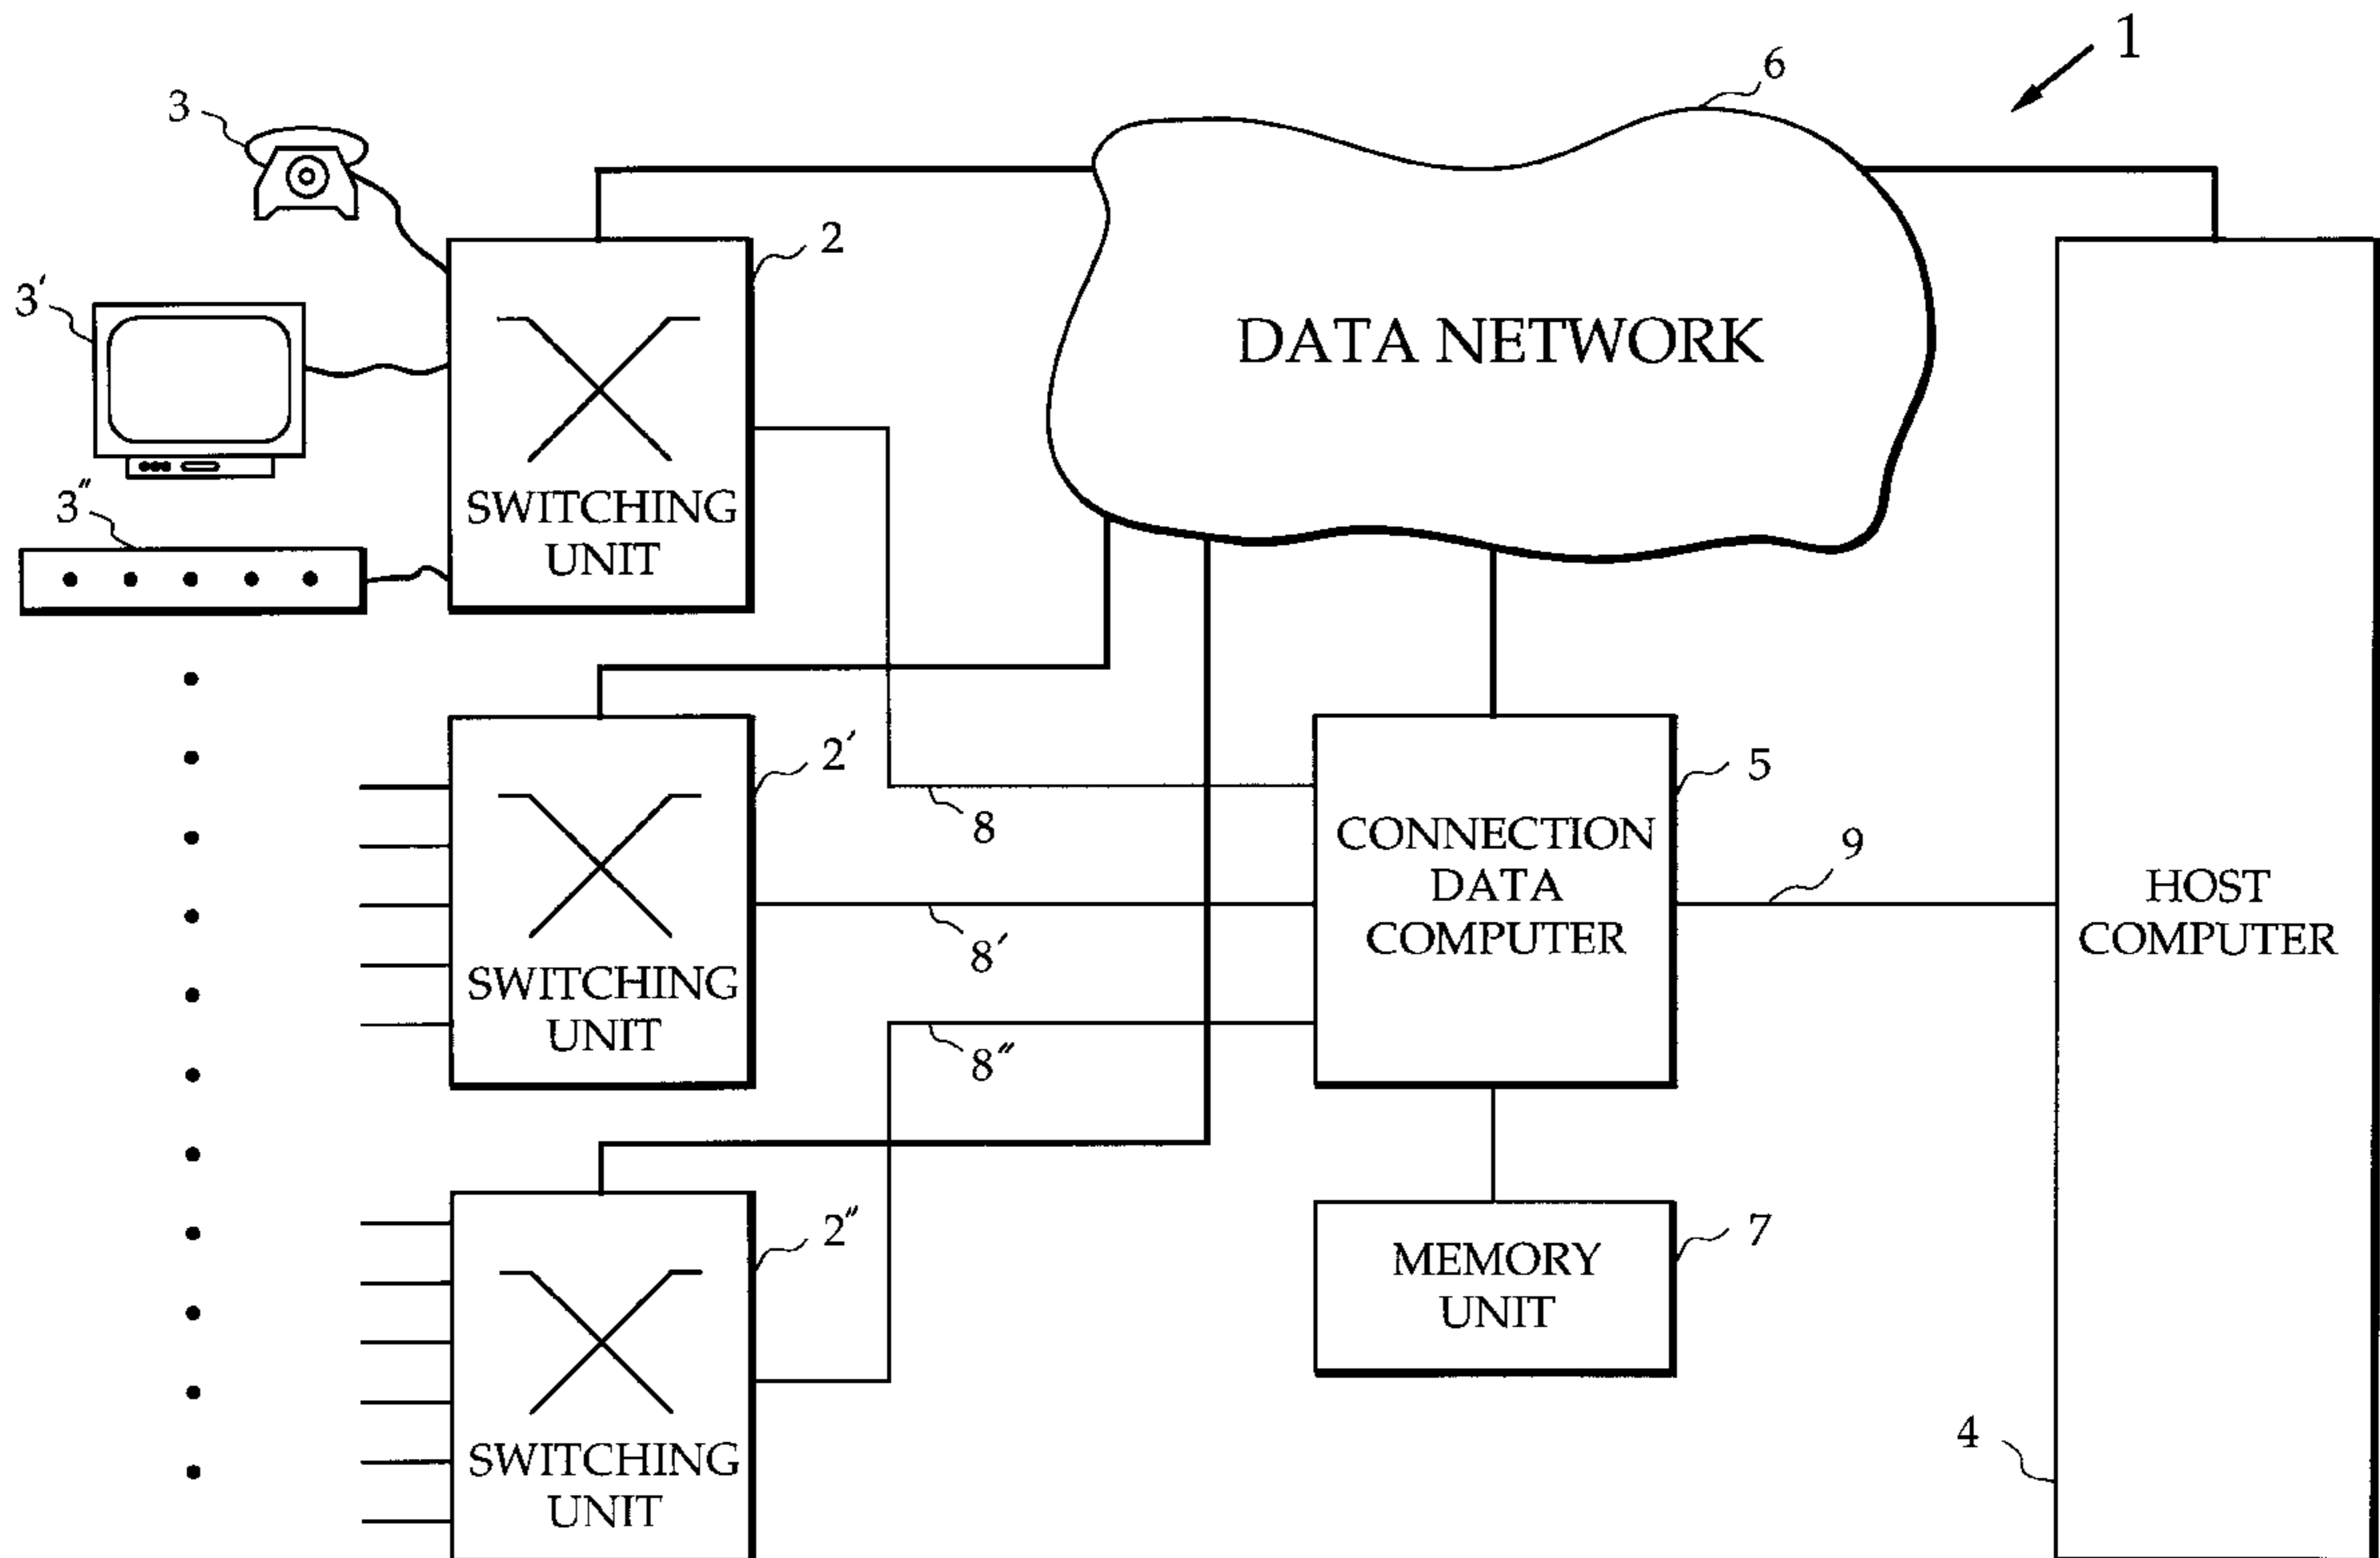 1
6
3
2
3′
DATA NETWORK
3″
SWITCHING
UNIT
2′
5
8
CONNECTION
DATA
COMPUTER
9
HOST
COMPUTER
8′
SWITCHING
UNIT
8″
2″
MEMORY
UNIT
7
4
SWITCHING
UNIT